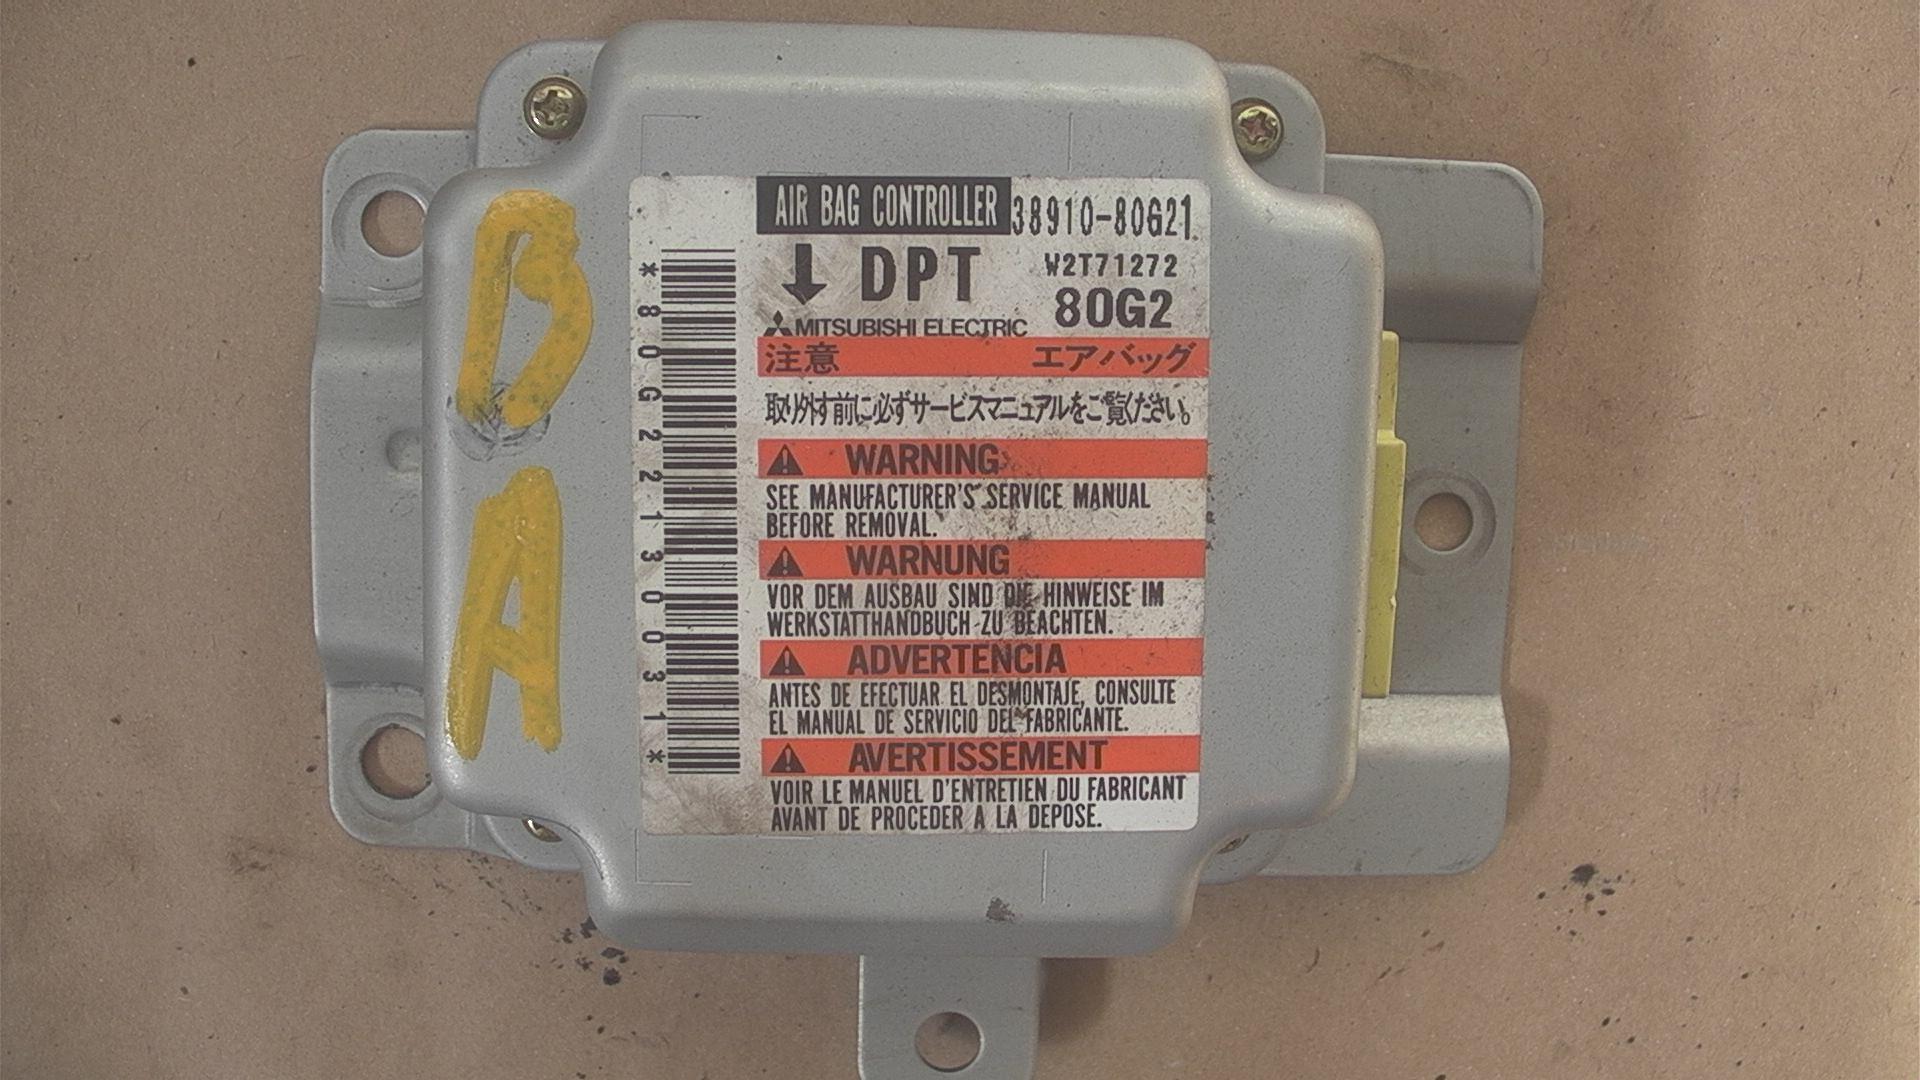 DA
AIR BAG CONTROLLER 38910-80G21
DPT W2T71272
80G2
MITSUBISHI ELECTRIC
注意 エアバッグ
取り外す前に必ずサービスマニュアルをご覧ください。
WARNING
SEE MANUFACTURER'S SERVICE MANUAL
BEFORE REMOVAL.
WARNUNG
VOR DEM AUSBAU SIND DIE HINWEISE IM
WERKSTATTHANDBUCH ZU BEACHTEN.
ADVERTENCIA
ANTES DE EFECTUAR EL DESMONTAJE, CONSULTE
EL MANUAL DE SERVICIO DEL FABRICANTE.
AVERTISSEMENT
VOIR LE MANUEL D'ENTRETIEN DU FABRICANT
AVANT DE PROCEDER A LA DEPOSE.
*80G22130031*